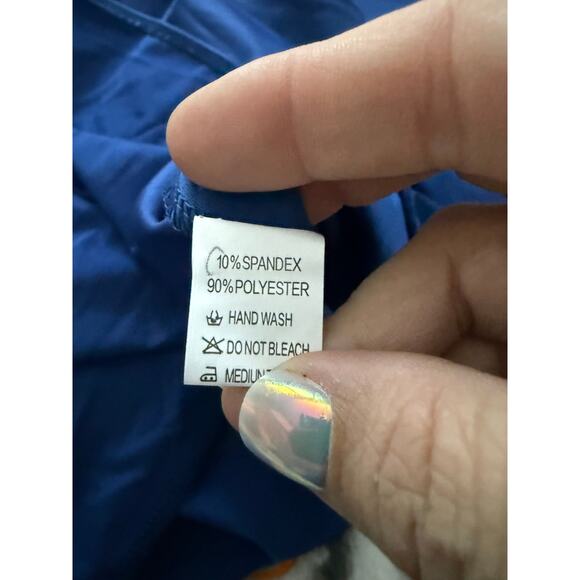 10%SPANDEX
90%POLYESTER
HAND WASH
DO NOT BLEACH